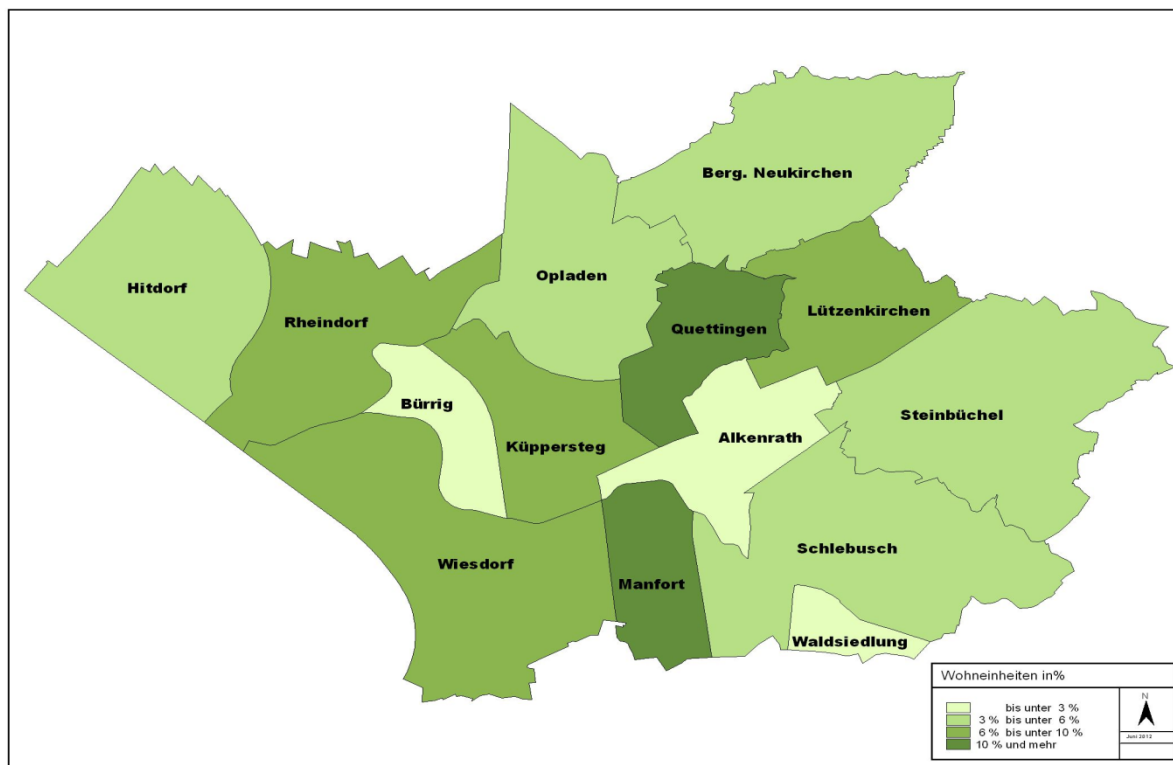 Berg. Neukirchen
Opladen
Hitdorf
Lützenkirchen
Rheindorf
Quettingen
Bürrig
Steinbüchel
Alkenrath
Küppersteg
Schlebusch
Wiesdorf
Manfort
Waldsiedlung
Wohneinheiten in%
bis unter 3 %
3 % bis unter 6 %
6 % bis unter 10 %
10 % und mehr
N
Juni 2012